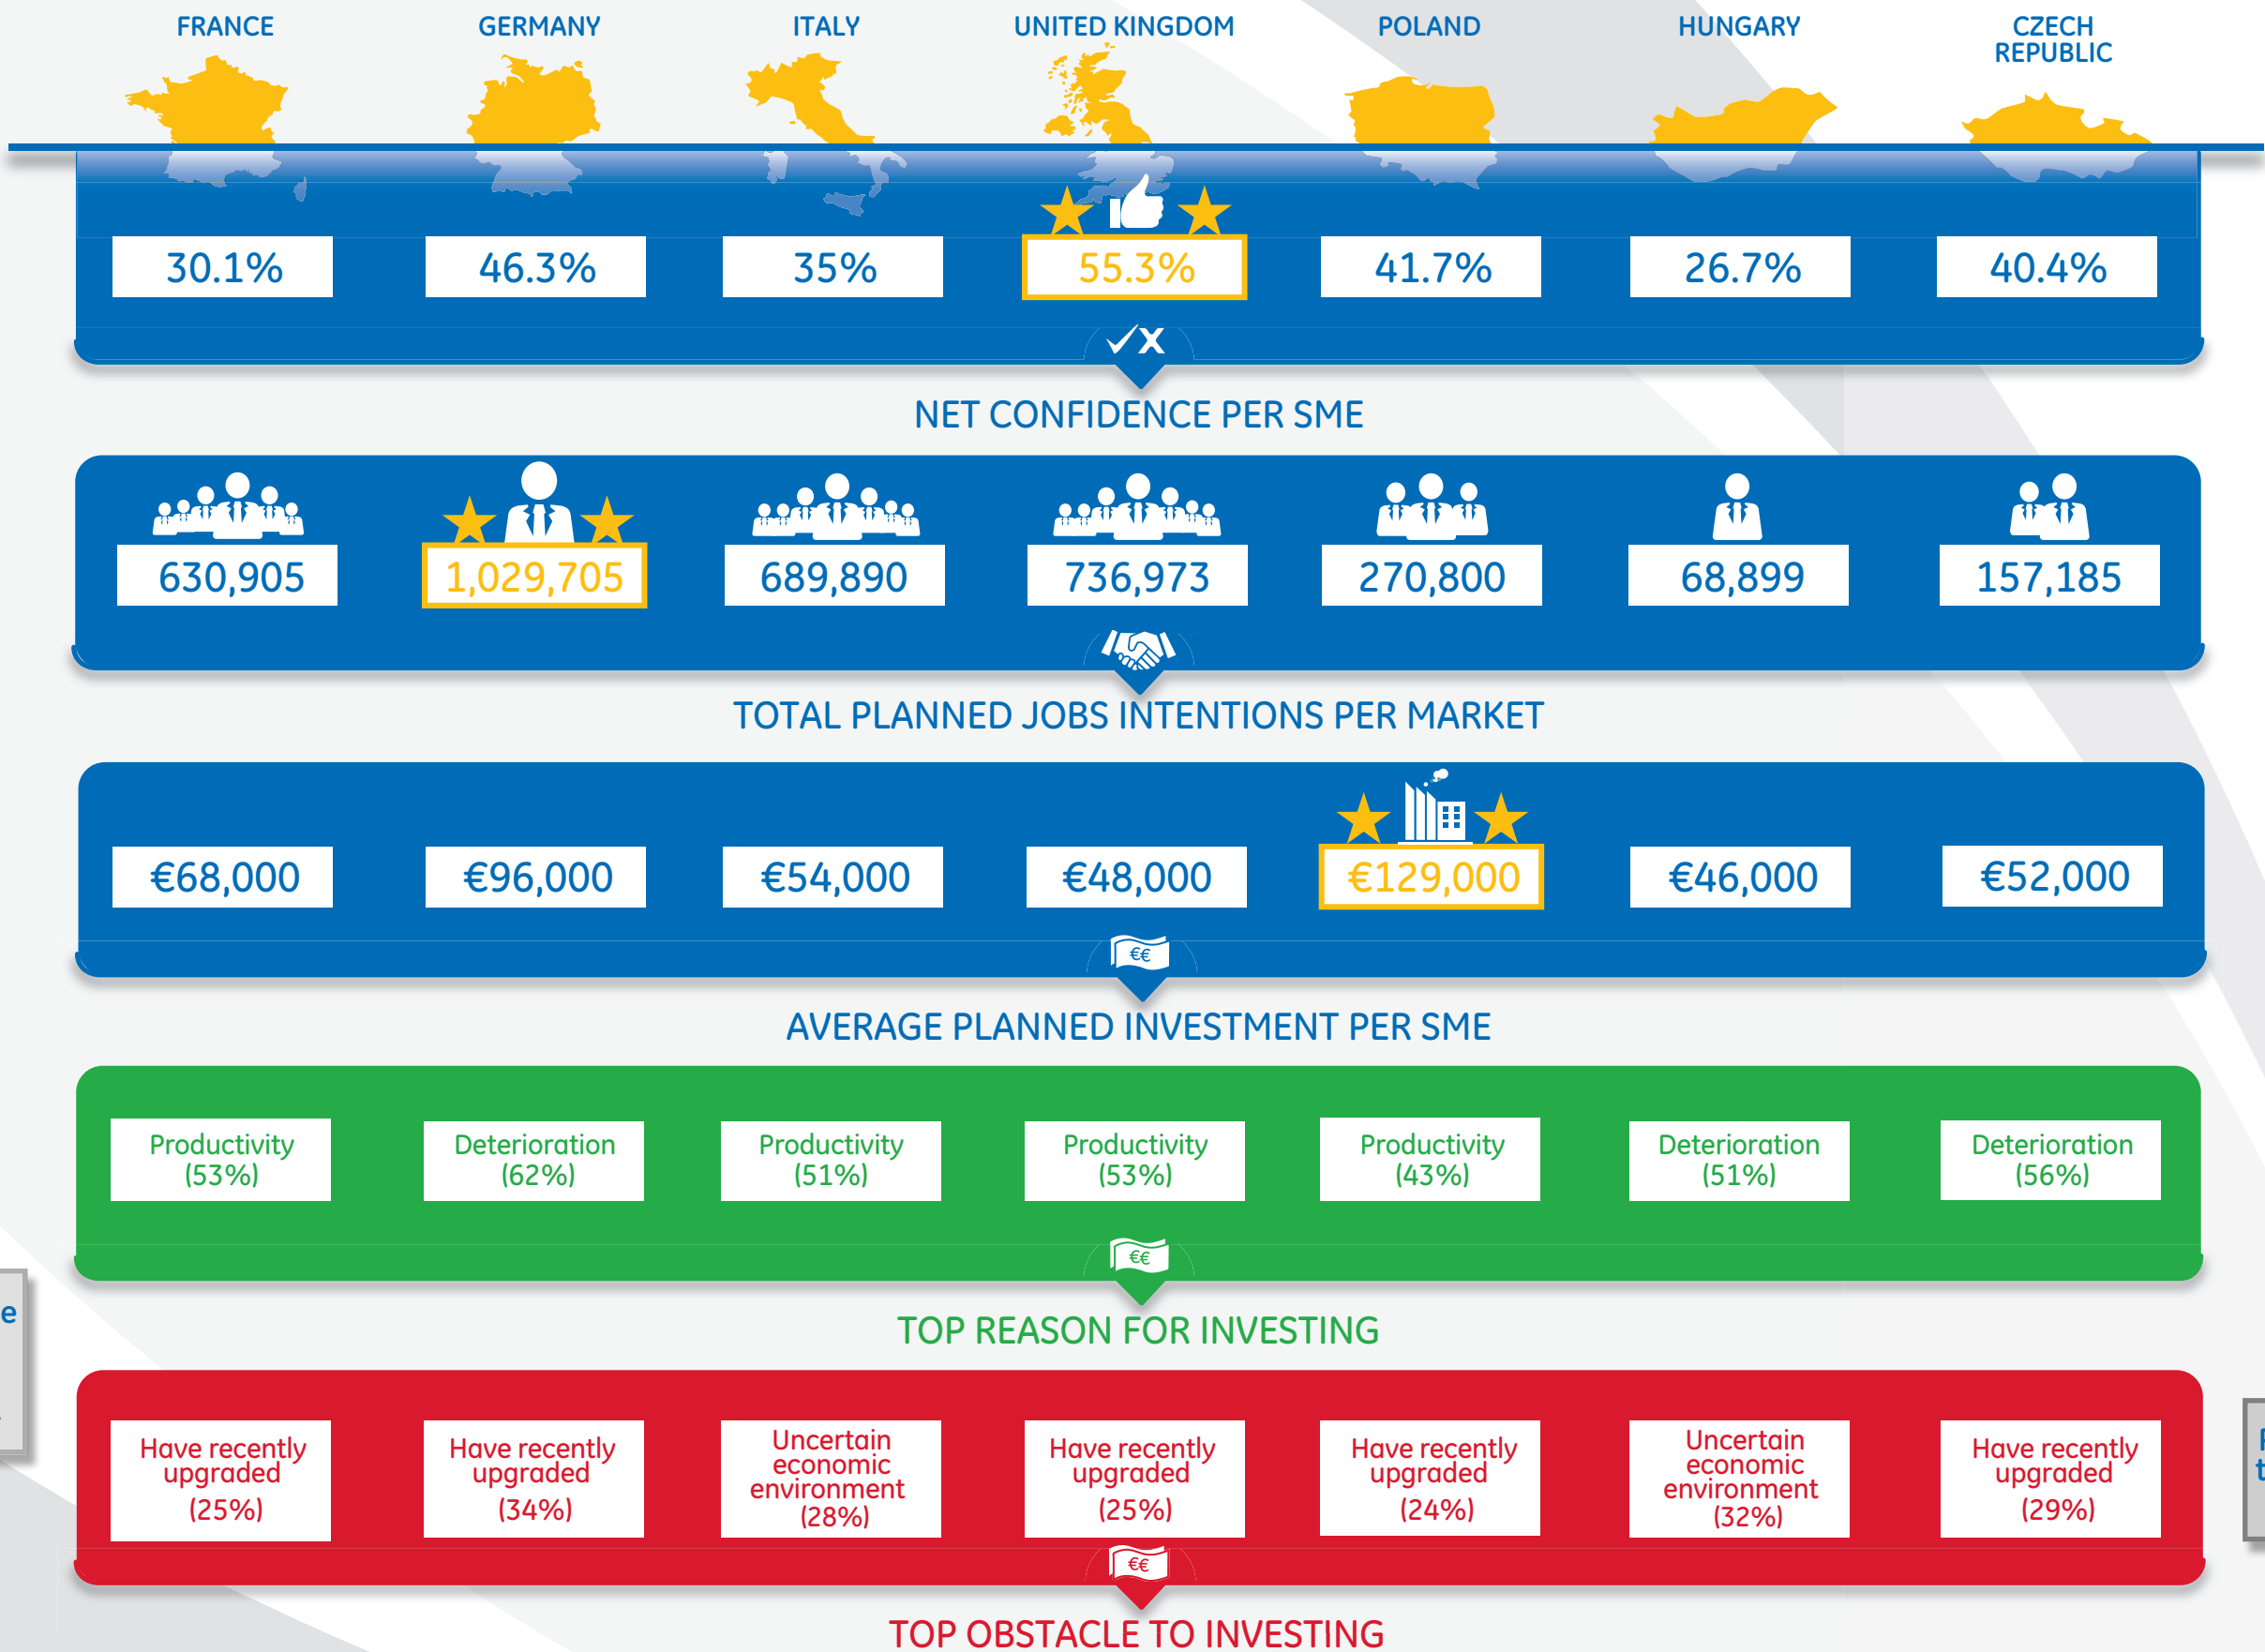 FRANCE
GERMANY
ITALY
UNITED KINGDOM
POLAND
HUNGARY
CZECH
REPUBLIC
30.1%
46.3%
35%
55.3%
41.7%
26.7%
40.4%
NET CONFIDENCE PER SME
630,905
1,029,705
689,890
736,973
270,800
68,899
157,185
TOTAL PLANNED JOBS INTENTIONS PER MARKET
€68,000
€96,000
€54,000
€48,000
€129,000
€46,000
€52,000
€€
AVERAGE PLANNED INVESTMENT PER SME
Productivity
(53%)
Deterioration
(62%)
Productivity
(51%)
Productivity
(53%)
Productivity
(43%)
Deterioration
(51%)
Deterioration
(56%)
€€
TOP REASON FOR INVESTING
Have recently
upgraded
(25%)
Have recently
upgraded
(34%)
Uncertain
economic
environment
(28%)
Have recently
upgraded
(25%)
Have recently
upgraded
(24%)
Uncertain
economic
environment
(32%)
Have recently
upgraded
(29%)
€€
TOP OBSTACLE TO INVESTING